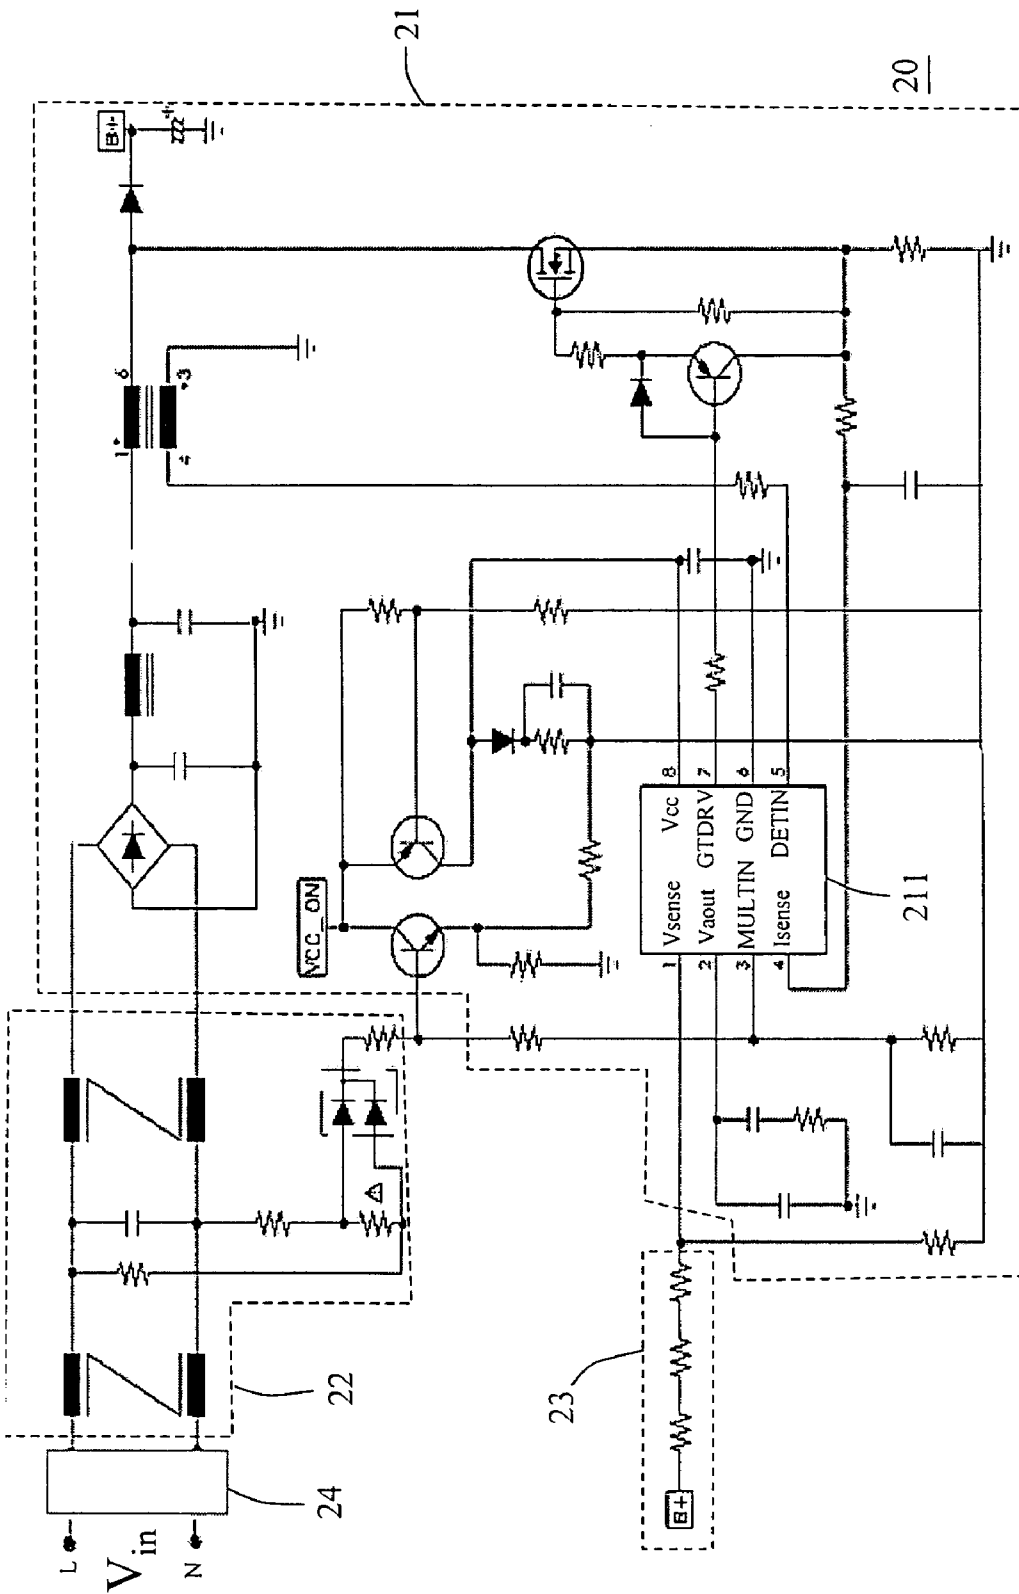 20
21
B+
1
6
4
3
VCC_ON
Vsense Vcc
Vaout GTDRV
MULTIN GND
Isense DETIN
1
2
3
4
8
7
6
5
211
22
23
B+
24
L
Vin
N